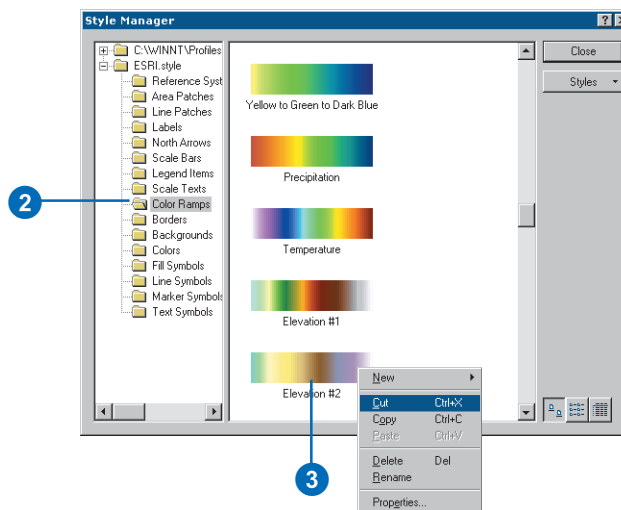 Style Manager
Close
Styles
C:\WINNT\Profiles
ESRI.style
Reference Syst
Area Patches
Line Patches
Labels
North Arrows
Scale Bars
Legend Items
Scale Texts
Color Ramps
Borders
Backgrounds
Colors
Fill Symbols
Line Symbols
Marker Symbols
Text Symbols
2
Yellow to Green to Dark Blue
Precipitation
Temperature
Elevation #1
Elevation #2
3
New
Cut Ctrl+X
Copy Ctrl+C
Paste Ctrl+V
Delete Del
Rename
Properties...